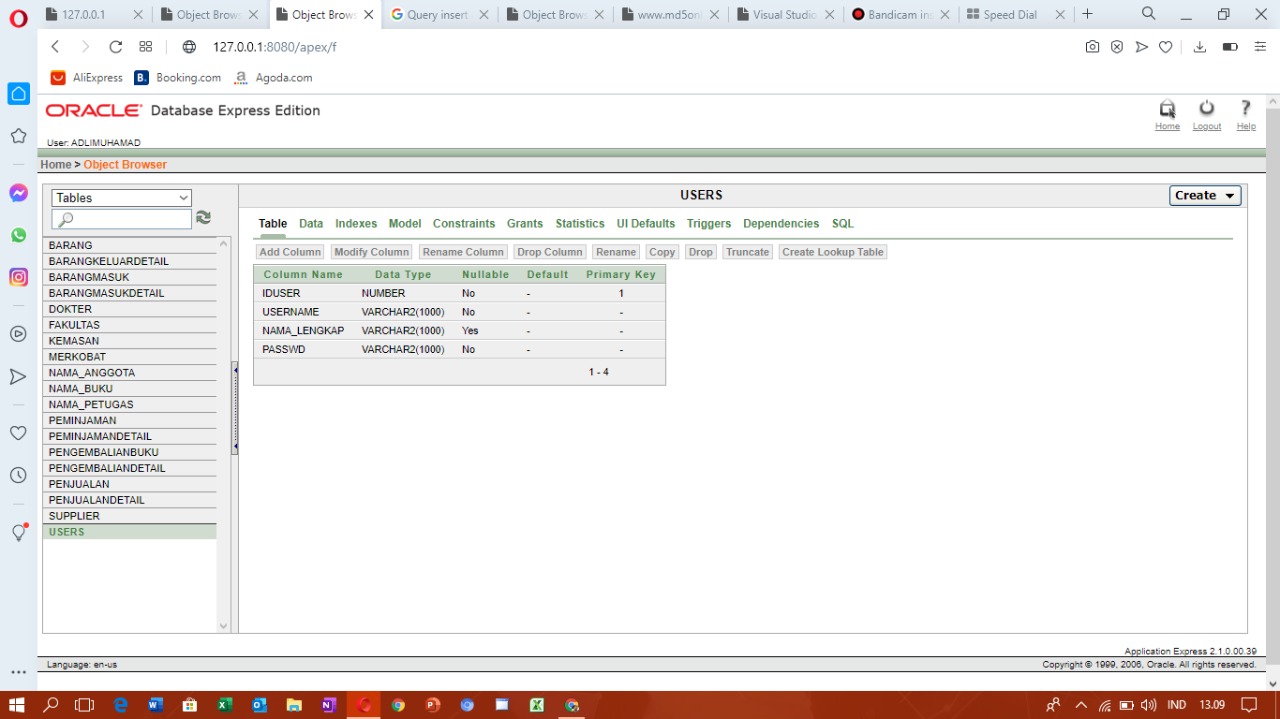 127.0.0.1
Object Brows
Object Brows
Query insert
Object Brows
www.md5onl
Visual Studio
Bandicam in
Speed Dial
127.0.0.1:8080/apex/f
AliExpress
Booking.com
Agoda.com
ORACLE Database Express Edition
Home
Logout
Help
User: ADLIMUHAMAD
Home > Object Browser
Tables
USERS
Create
Table Data Indexes Model Constraints Grants Statistics UI Defaults Triggers Dependencies SQL
Add Column Modify Column Rename Column Drop Column Rename Copy Drop Truncate Create Lookup Table
BARANG
BARANGKELUARDETAIL
BARANGMASUK
BARANGMASUKDETAIL
DOKTER
FAKULTAS
KEMASAN
MERKOBAT
NAMA_ANGGOTA
NAMA_BUKU
NAMA_PETUGAS
PEMINJAMAN
PEMINJAMANDETAIL
PENGEMBALIANBUKU
PENGEMBALIANDETAIL
PENJUALAN
PENJUALANDETAIL
SUPPLIER
USERS
Column Name Data Type Nullable Default Primary Key
IDUSER NUMBER No - 1
USERNAME VARCHAR2(1000) No - -
NAMA_LENGKAP VARCHAR2(1000) Yes - -
PASSWD VARCHAR2(1000) No - -
1 - 4
Application Express 2.1.0.00.39
Language: en-us
Copyright © 1999, 2006, Oracle. All rights reserved.
IND 13.09